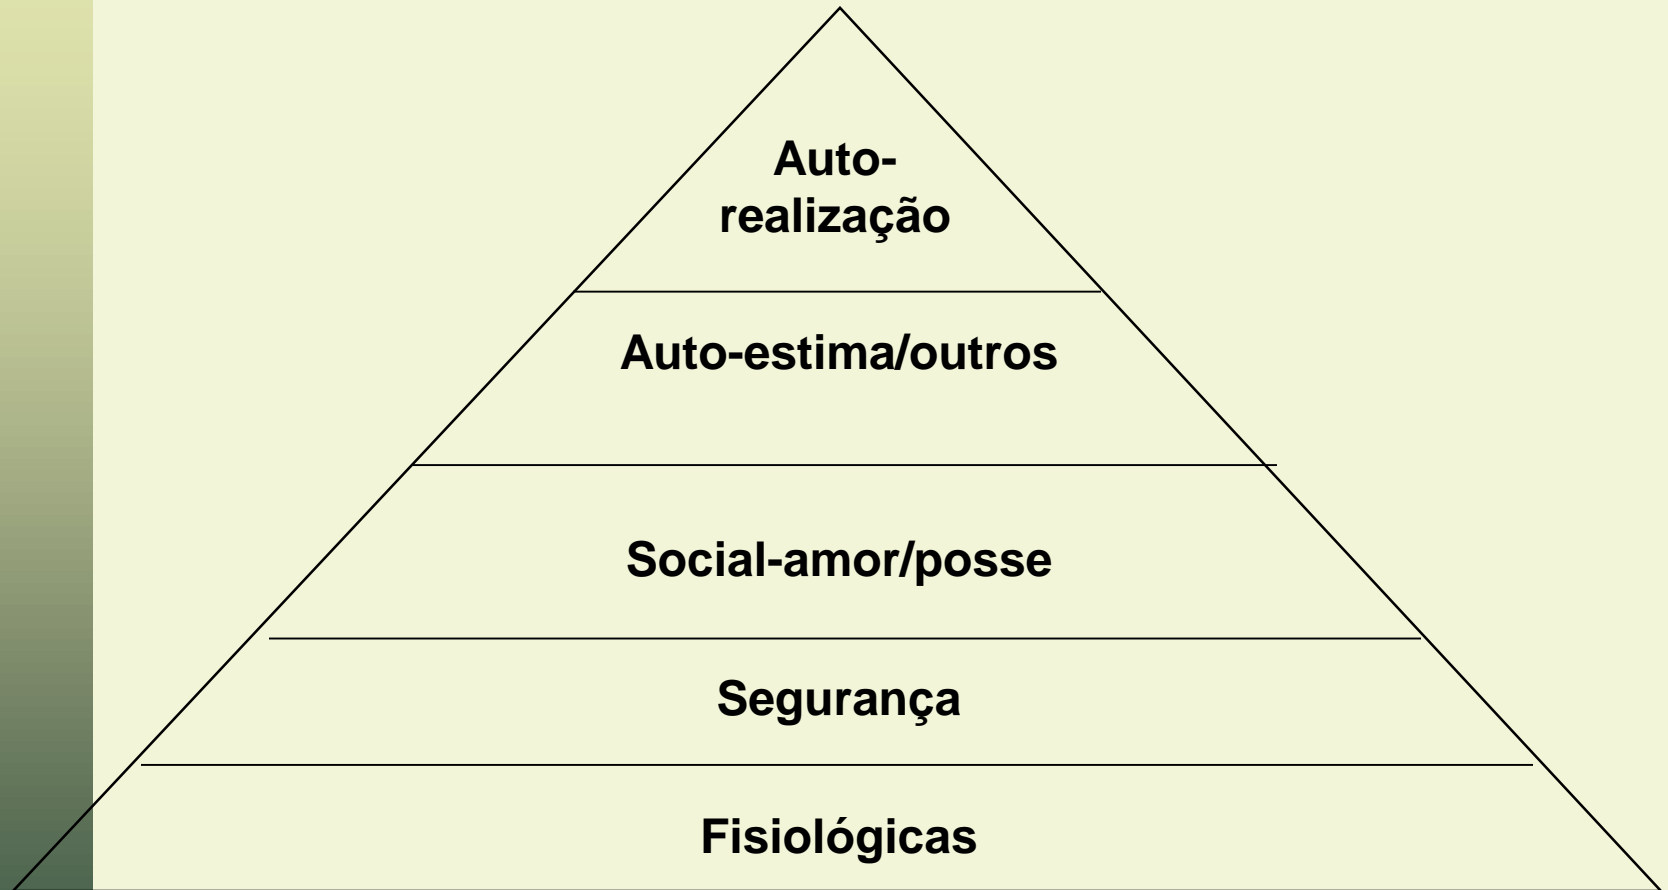 Auto-
realização
Auto-estima/outros
Social-amor/posse
Segurança
Fisiológicas